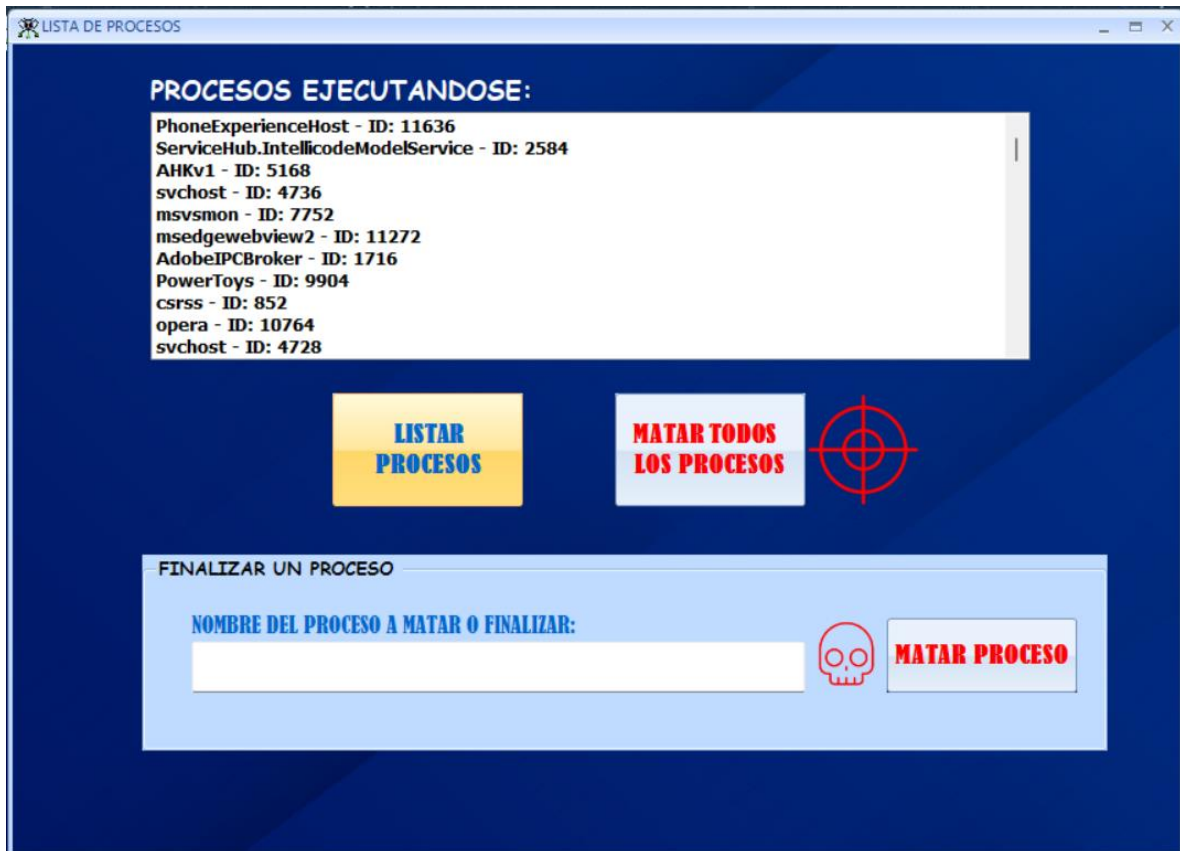 LISTA DE PROCESOS
PROCESOS EJECUTANDOSE:
PhoneExperienceHost - ID: 11636
ServiceHub.IntellicodeModelService - ID: 2584
AHKv1 - ID: 5168
svchost - ID: 4736
msvsmon - ID: 7752
msedgewebview2 - ID: 11272
AdobeIPCBroker - ID: 1716
PowerToys - ID: 9904
csrss - ID: 852
opera - ID: 10764
svchost - ID: 4728
LISTAR
PROCESOS
MATAR TODOS
LOS PROCESOS
FINALIZAR UN PROCESO
NOMBRE DEL PROCESO A MATAR O FINALIZAR:
MATAR PROCESO